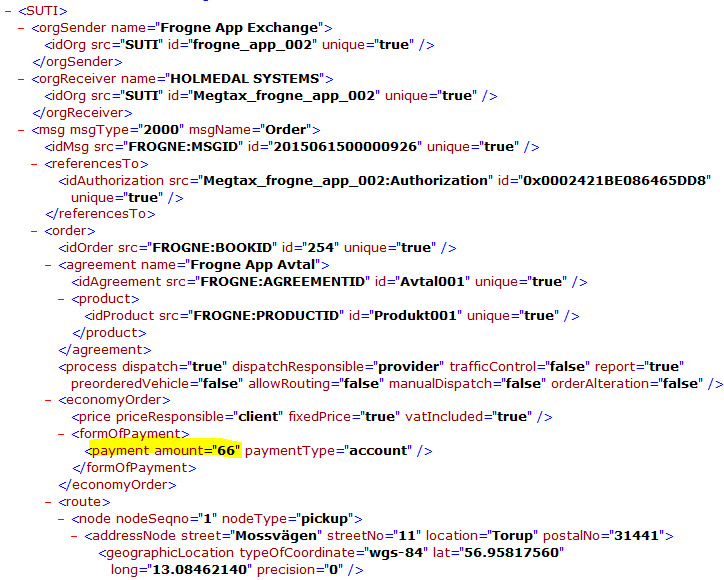 - <SUTI>
- <orgSender name="Frogne App Exchange">
<idOrg src="SUTI" id="frogne_app_002" unique="true" />
</orgSender>
- <orgReceiver name="HOLMEDAL SYSTEMS">
<idOrg src="SUTI" id="Megtax_frogne_app_002" unique="true" />
</orgReceiver>
- <msg msgType="2000" msgName="Order">
<idMsg src="FROGNE:MSGID" id="2015061500000926" unique="true" />
- <referencesTo>
<idAuthorization src="Megtax_frogne_app_002:Authorization" id="0x0002421BE086465DD8"
unique="true" />
</referencesTo>
- <order>
<idOrder src="FROGNE:BOOKID" id="254" unique="true" />
- <agreement name="Frogne App Avtal">
<idAgreement src="FROGNE:AGREEMENTID" id="Avtal001" unique="true" />
- <product>
<idProduct src="FROGNE:PRODUCTID" id="Produkt001" unique="true" />
</product>
</agreement>
<process dispatch="true" dispatchResponsible="provider" trafficControl="false" report="true"
preorderedVehicle="false" allowRouting="false" manualDispatch="false" orderAlteration="false" />
- <economyOrder>
<price priceResponsible="client" fixedPrice="true" vatIncluded="true" />
- <formOfPayment>
<payment amount="66" paymentType="account" />
</formOfPayment>
</economyOrder>
- <route>
- <node nodeSeqno="1" nodeType="pickup">
- <addressNode street="Mossvägen" streetNo="11" location="Torup" postalNo="31441">
<geographicLocation typeOfCoordinate="wgs-84" lat="56.95817560"
long="13.08462140" precision="0" />